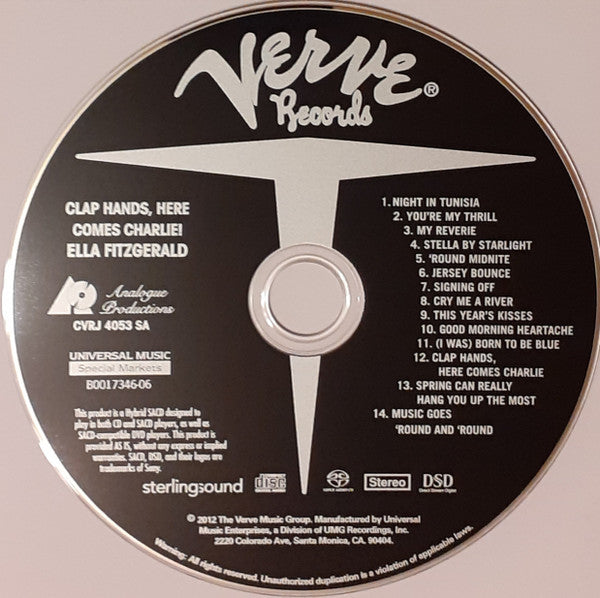 Verve®
Records
CLAP HANDS, HERE
COMES CHARLIE!
ELLA FITZGERALD
Analogue
Productions
CVRJ 4053 SA
UNIVERSAL MUSIC
Special Markets
B0017346-06
This product is a Hybrid SACD designed to
play in both CD and SACD players, as well as
SACD-compatible DVD players. This product is
provided AS IS, without any express or implied
warranties. SACD, DSD, and their logos are
trademarks of Sony.
1. NIGHT IN TUNISIA
2. YOU'RE MY THRILL
3. MY REVERIE
4. STELLA BY STARLIGHT
5. 'ROUND MIDNITE
6. JERSEY BOUNCE
7. SIGNING OFF
8. CRY ME A RIVER
9. THIS YEAR'S KISSES
10. GOOD MORNING HEARTACHE
11. (I WAS) BORN TO BE BLUE
12. CLAP HANDS,
HERE COMES CHARLIE
13. SPRING CAN REALLY
HANG YOU UP THE MOST
14. MUSIC GOES
'ROUND AND 'ROUND
sterlingsound
disc
Stereo
DSD
Direct Stream Digital
℗ 2012 The Verve Music Group. Manufactured by Universal
Music Enterprises, a Division of UMG Recordings, Inc.
2220 Colorado Ave, Santa Monica, CA. 90404.
Warning: All rights reserved. Unauthorized duplication is a violation of applicable laws.